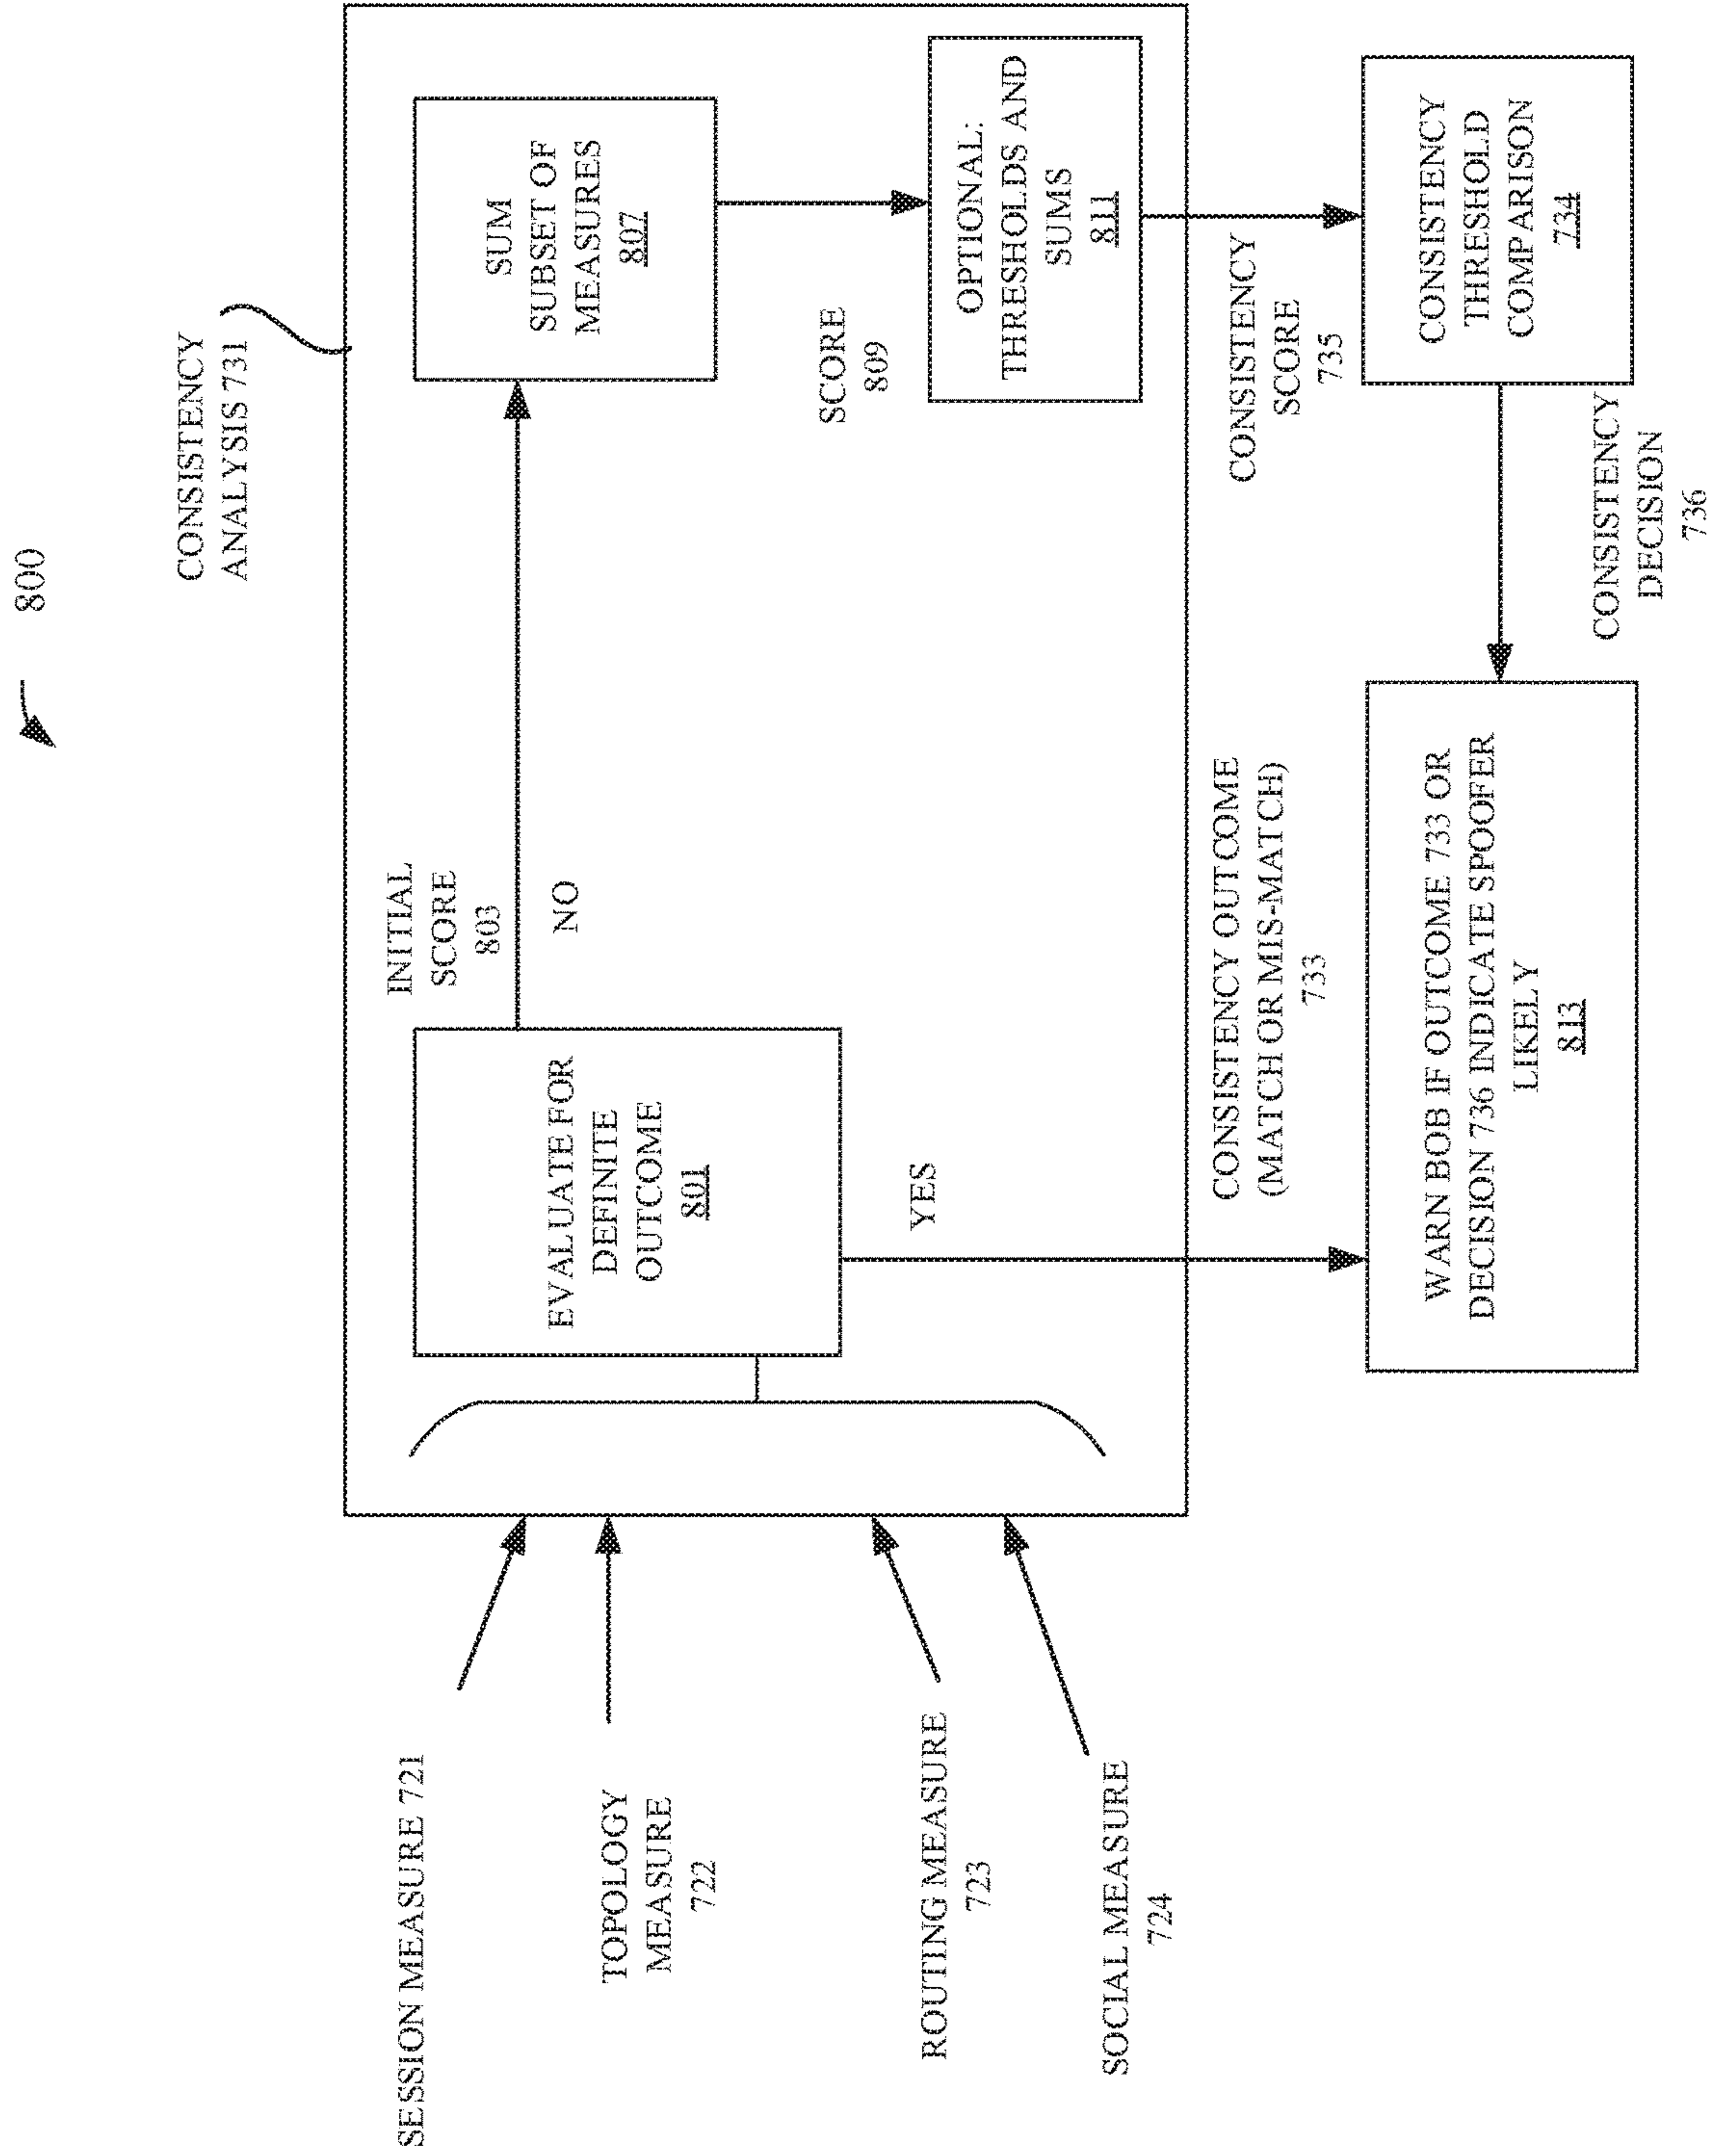 800
CONSISTENCY
ANALYSIS 731
SESSION MEASURE 721
TOPOLOGY
MEASURE
722
ROUTING MEASURE
723
SOCIAL MEASURE
724
EVALUATE FOR
DEFINITE
OUTCOME
801
INITIAL
SCORE
803
NO
YES
SUM
SUBSET OF
MEASURES
807
SCORE
809
OPTIONAL:
THRESHOLDS AND
SUMS
811
CONSISTENCY OUTCOME
(MATCH OR MIS-MATCH)
733
CONSISTENCY
SCORE
735
WARN BOB IF OUTCOME 733 OR
DECISION 736 INDICATE SPOOFER
LIKELY
813
CONSISTENCY
THRESHOLD
COMPARISON
734
CONSISTENCY
DECISION
736